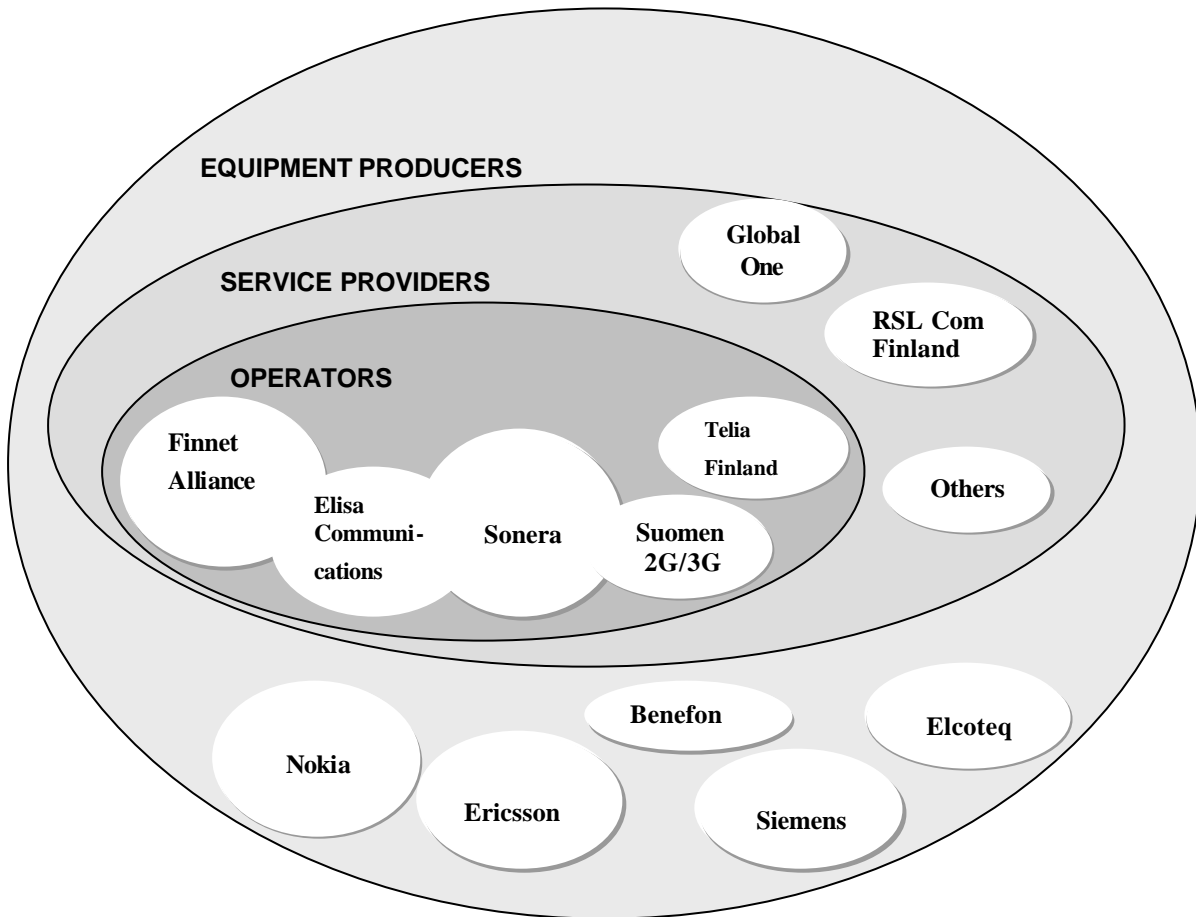 EQUIPMENT PRODUCERS
Global
One
SERVICE PROVIDERS
RSL Com
Finland
OPERATORS
Finnet
Alliance
Elisa
Communi-
cations
Sonera
Suomen
2G/3G
Telia
Finland
Others
Nokia
Ericsson
Benefon
Siemens
Elcoteq